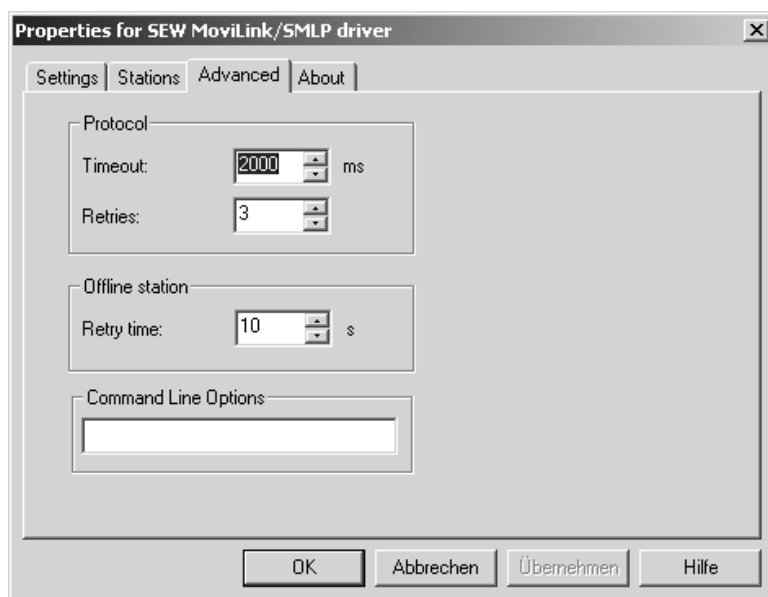 Properties for SEW MoviLink/SMLP driver
Settings Stations Advanced About
Protocol
Timeout: 2000 ms
Retries: 3
Offline station
Retry time: 10 s
Command Line Options
OK Abbrechen Übernehmen Hilfe